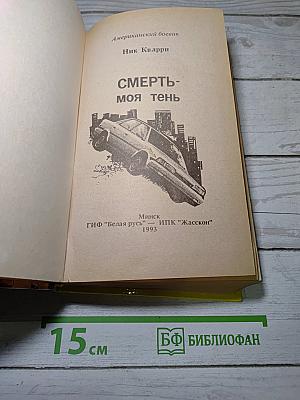 Американский боевик
Ник Кварри
СМЕРТЬ-
моя тень
Минск
ГИФ "Белая русь" — ИПК "Жасскон"
1993
15 см
БФ БИБЛИОФАН